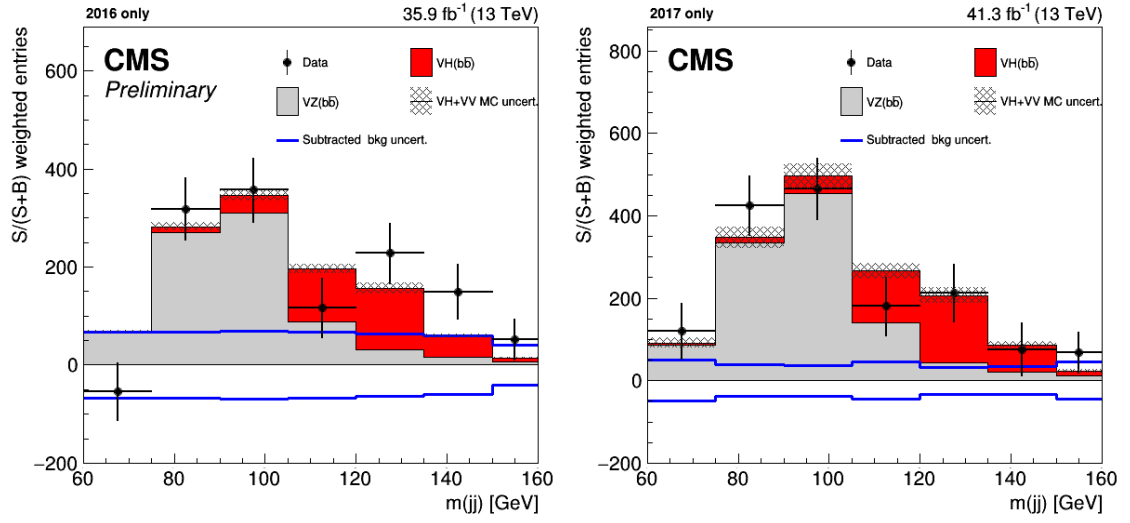 2016 only
35.9 fb⁻¹ (13 TeV)
S/(S+B) weighted entries
CMS
Preliminary
Data
VH(bb̅)
VZ(bb̅)
VH+VV MC uncert.
Subtracted bkg uncert.
600
400
200
0
−200
60 80 100 120 140 160
m(jj) [GeV]
2017 only
41.3 fb⁻¹ (13 TeV)
S/(S+B) weighted entries
CMS
Data
VH(bb̅)
VZ(bb̅)
VH+VV MC uncert.
Subtracted bkg uncert.
800
600
400
200
0
−200
60 80 100 120 140 160
m(jj) [GeV]